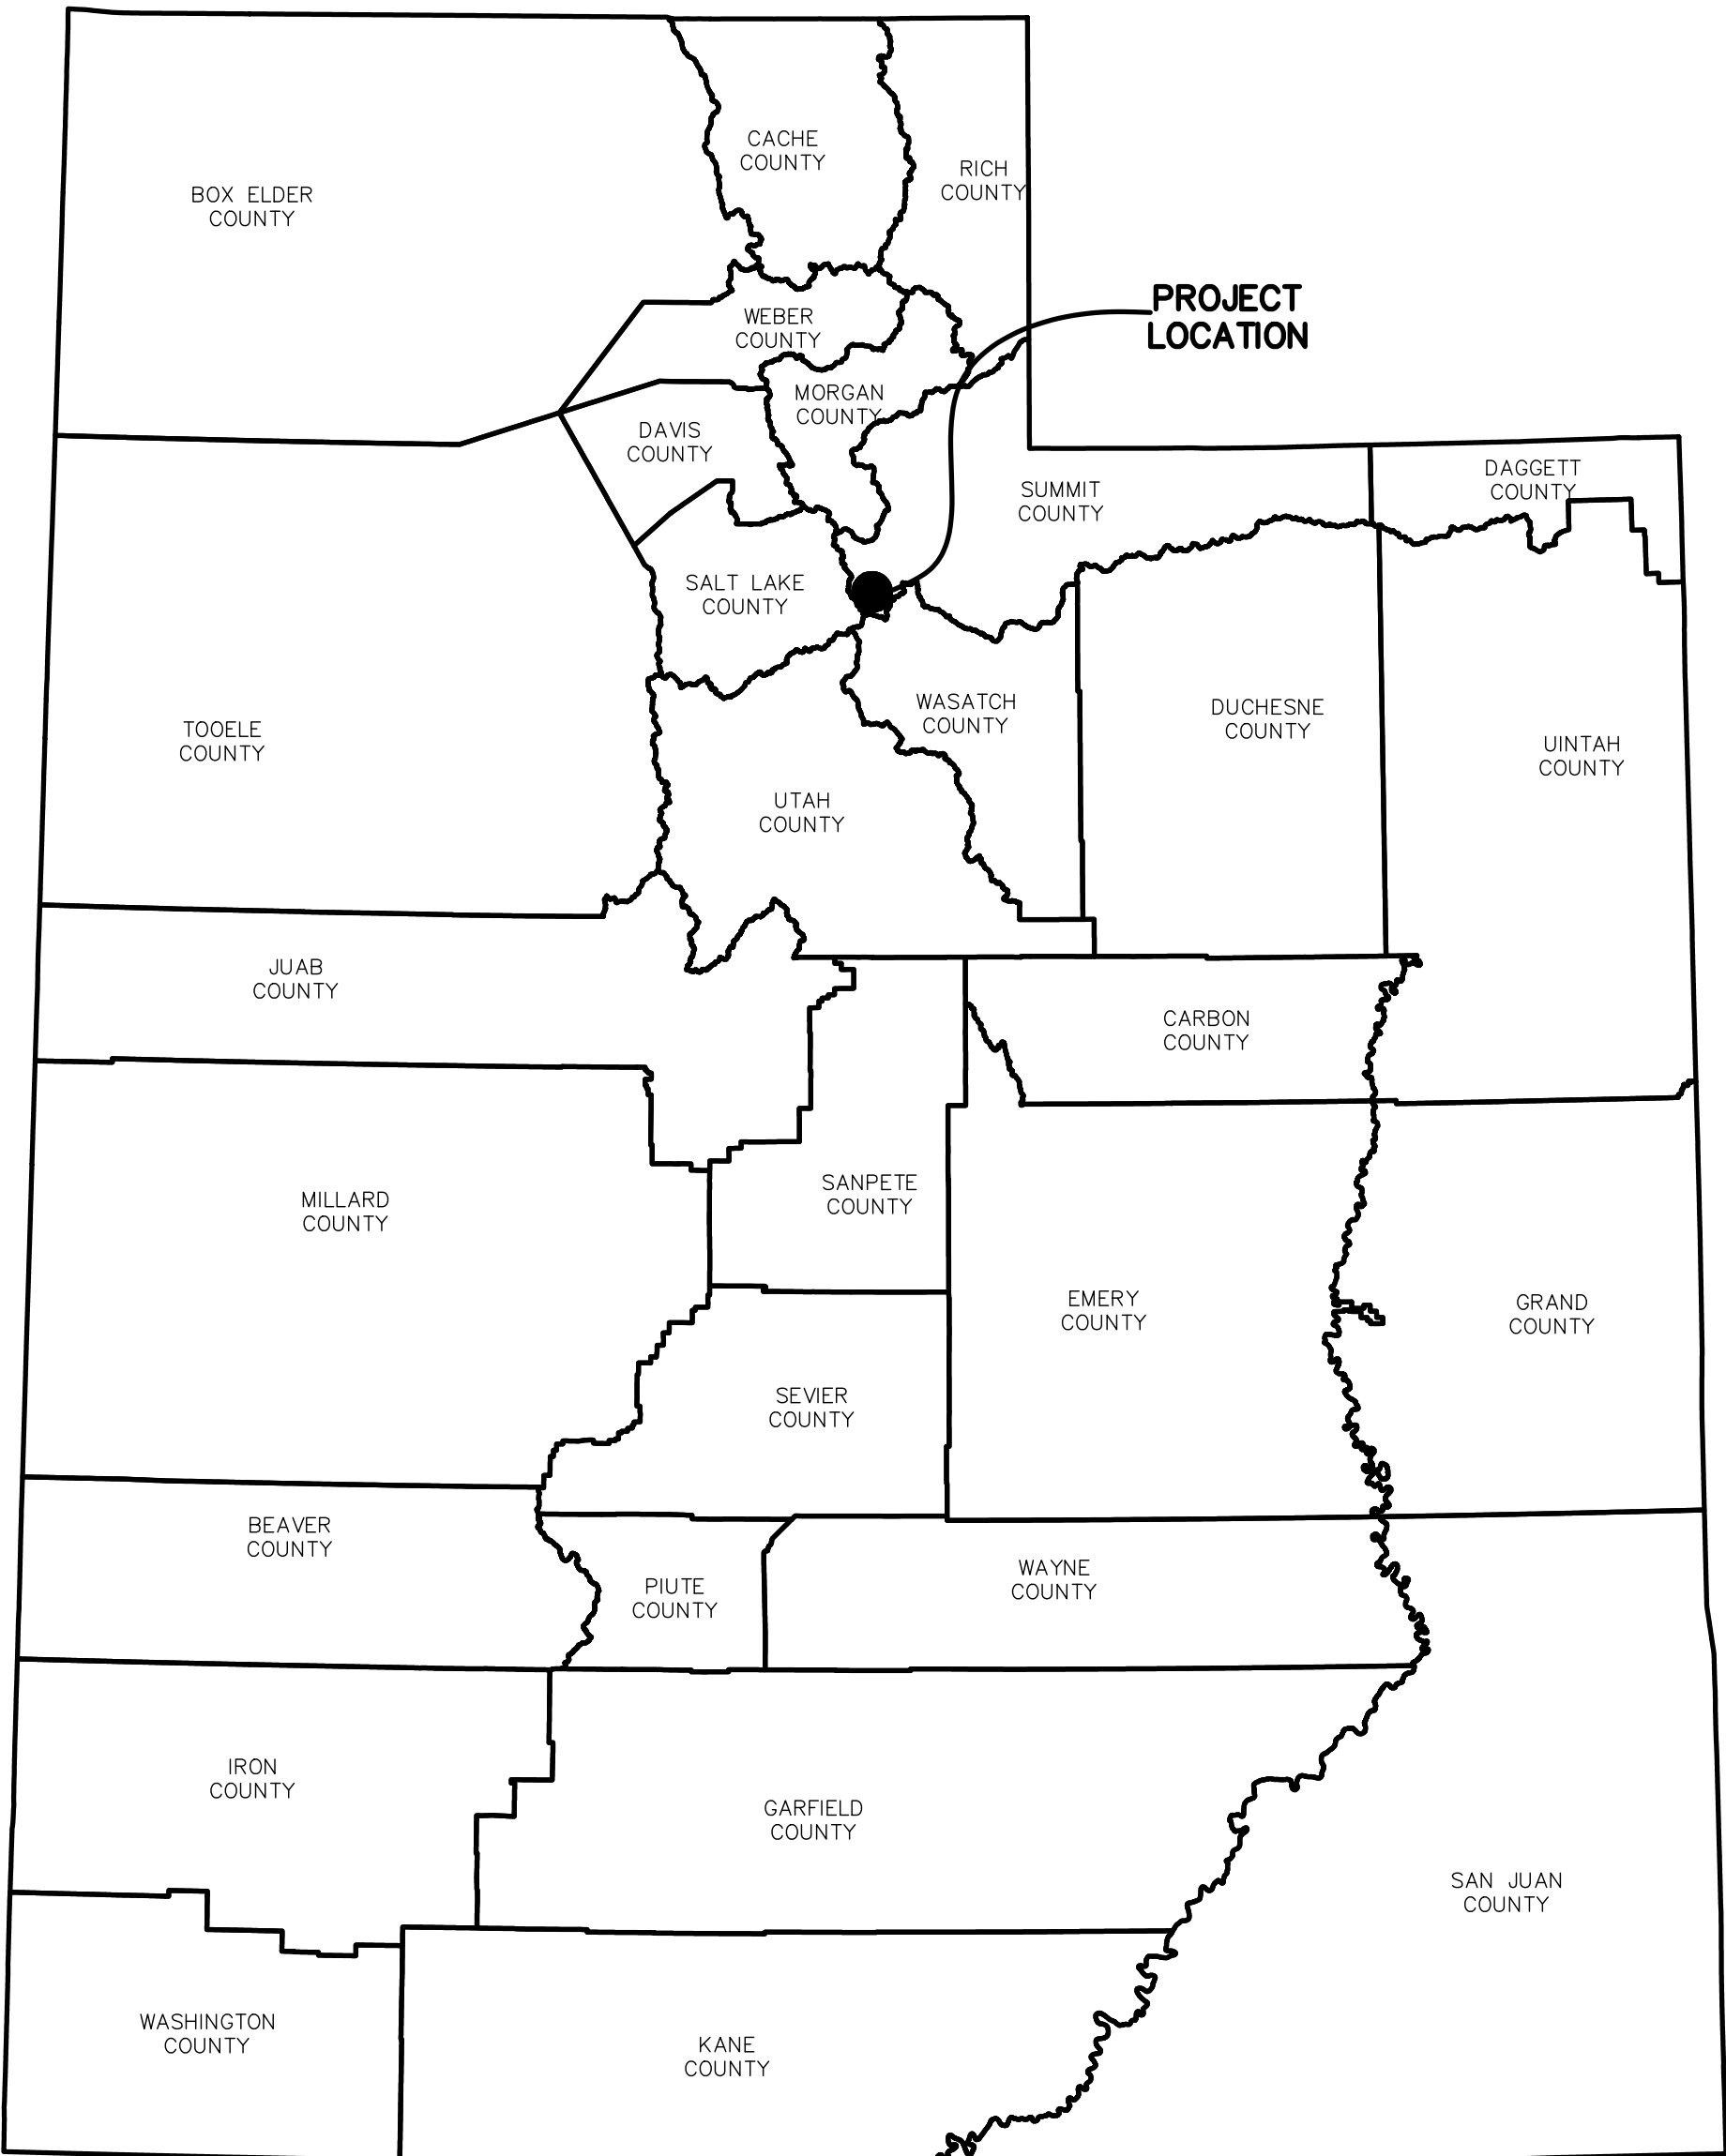 CACHE
COUNTY
RICH
COUNTY
BOX ELDER
COUNTY
PROJECT
LOCATION
WEBER
COUNTY
MORGAN
COUNTY
DAVIS
COUNTY
DAGGETT
COUNTY
SUMMIT
COUNTY
SALT LAKE
COUNTY
WASATCH
COUNTY
DUCHESNE
COUNTY
TOOELE
COUNTY
UINTAH
COUNTY
UTAH
COUNTY
JUAB
COUNTY
CARBON
COUNTY
SANPETE
COUNTY
MILLARD
COUNTY
EMERY
COUNTY
GRAND
COUNTY
SEVIER
COUNTY
BEAVER
COUNTY
PIUTE
COUNTY
WAYNE
COUNTY
IRON
COUNTY
GARFIELD
COUNTY
SAN JUAN
COUNTY
WASHINGTON
COUNTY
KANE
COUNTY